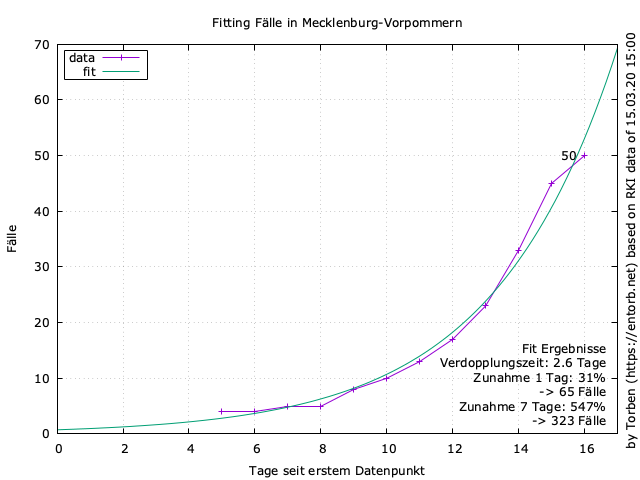 Fitting Fälle in Mecklenburg-Vorpommern
data
fit
70
60
50
40
30
20
10
0
50
Fit Ergebnisse
Verdopplungszeit: 2.6 Tage
Zunahme 1 Tag: 31%
-> 65 Fälle
Zunahme 7 Tage: 547%
-> 323 Fälle
0 2 4 6 8 10 12 14 16
Tage seit erstem Datenpunkt
Fälle
by Torben (https://entorb.net) based on RKI data of 15.03.20 15:00